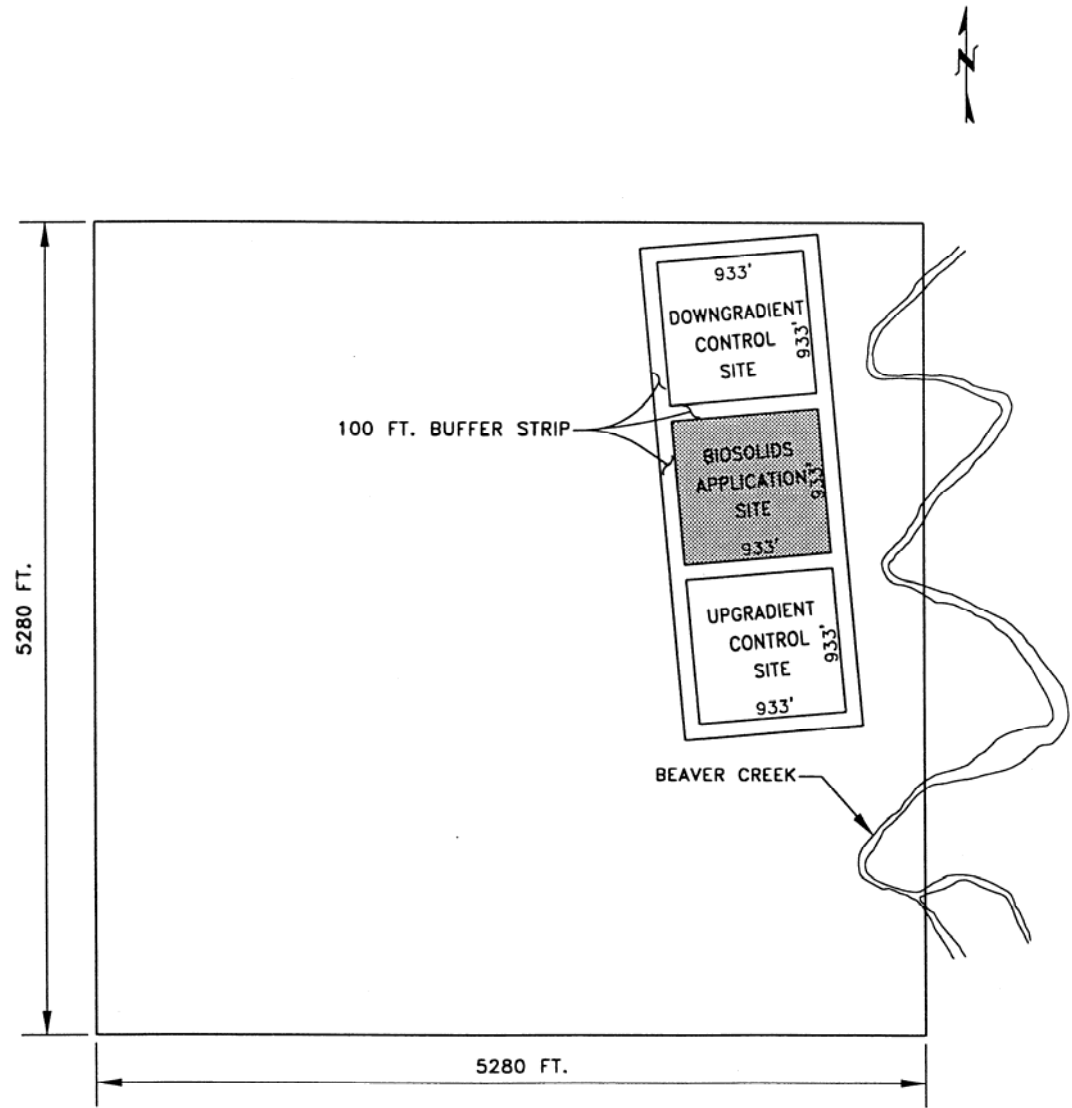 N
933'
DOWNGRADIENT
CONTROL
SITE
933'
100 FT. BUFFER STRIP
BIOSOLIDS
APPLICATION
SITE
933'
933'
5280 FT.
UPGRADIENT
CONTROL
SITE
933'
933'
BEAVER CREEK
5280 FT.